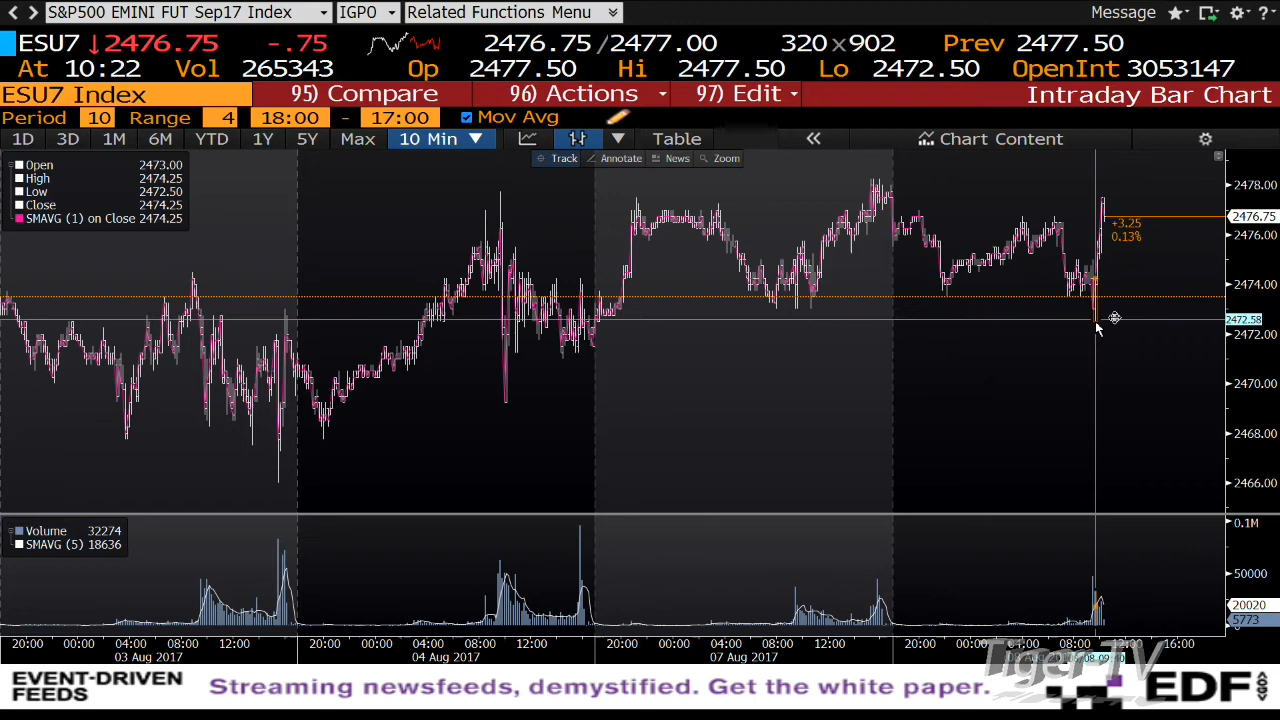 S&P500 EMINI FUT Sep17 Index IGPO Related Functions Menu Message
ESU7 ↓2476.75 -.75 2476.75/2477.00 320x902 Prev 2477.50
At 10:22 Vol 265343 Op 2477.50 Hi 2477.50 Lo 2472.50 OpenInt 3053147
ESU7 Index 95) Compare 96) Actions 97) Edit Intraday Bar Chart
Period 10 Range 4 18:00 - 17:00 Mov Avg
1D 3D 1M 6M YTD 1Y 5Y Max 10 Min Table Chart Content
Track Annotate News Zoom
Open 2473.00
High 2474.25
Low 2472.50
Close 2474.25
SMAVG (1) on Close 2474.25
2478.00
2476.75
+3.25
0.13%
2476.00
2474.00
2472.58
2472.00
2470.00
2468.00
2466.00
Volume 32274
SMAVG (5) 18636
0.1M
50000
20020
5773
0
20:00 00:00 04:00 08:00 12:00 20:00 00:00 04:00 08:00 12:00 20:00 00:00 04:00 08:00 12:00 20:00 00:00 04:00 08:00 12:00 16:00
03 Aug 2017 04 Aug 2017 07 Aug 2017 09:40
Tiger TV
EVENT-DRIVEN
FEEDS
Streaming newsfeeds, demystified. Get the white paper.
EDF